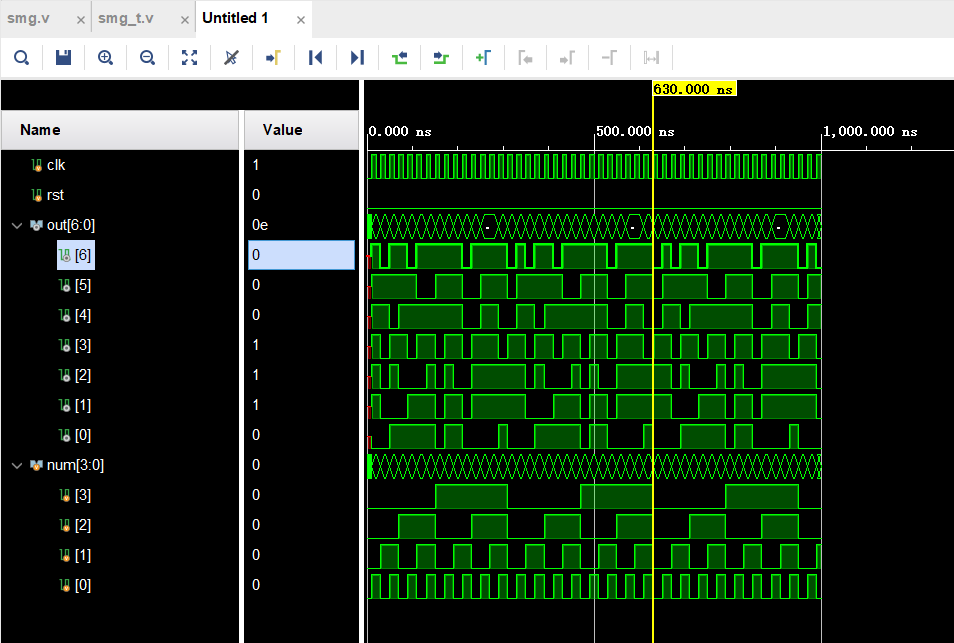 smg.v × smg_t.v × Untitled 1 ×
630.000 ns
Name Value 0.000 ns 500.000 ns 1,000.000 ns
clk 1
rst 0
out[6:0] 0e
[6] 0
[5] 0
[4] 0
[3] 1
[2] 1
[1] 1
[0] 0
num[3:0] 0
[3] 0
[2] 0
[1] 0
[0] 0